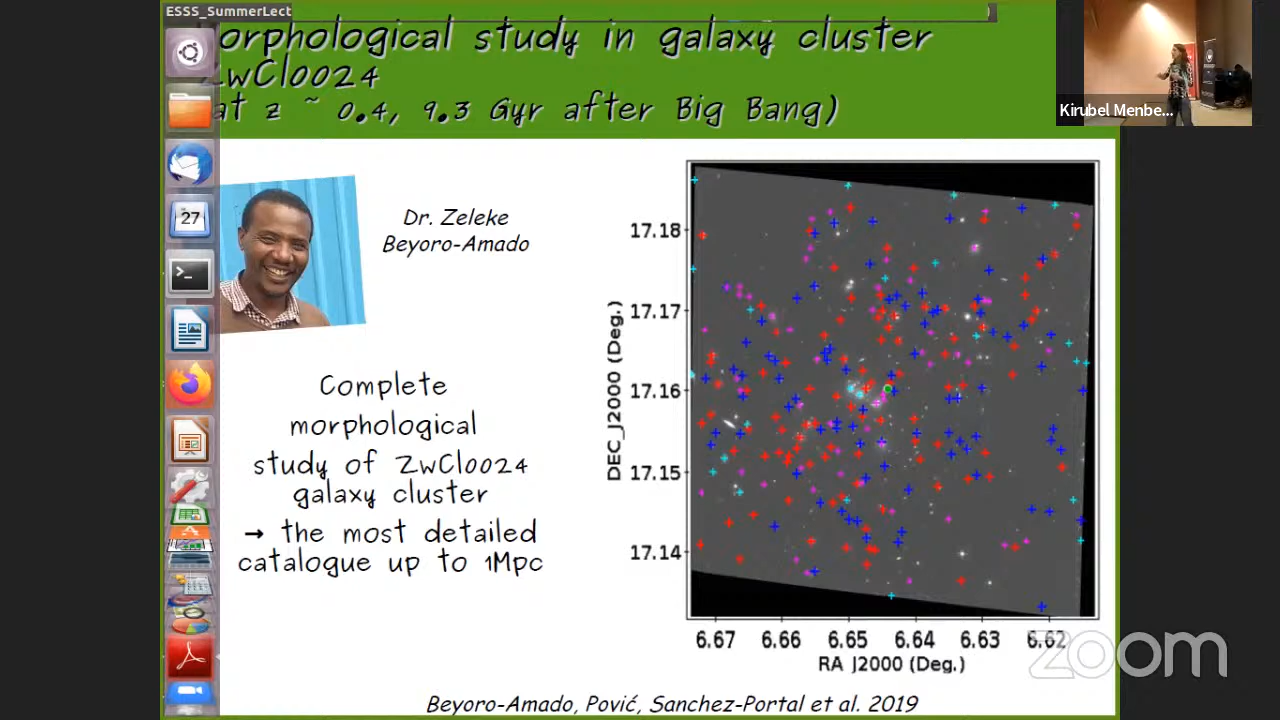 ESSS_SummerLect
orphological study in galaxy cluster
ZwCl0024
at z ~ 0.4, 9.3 Gyr after Big Bang)
Kirubel Menbe...
27
Dr. Zeleke
Beyoro-Amado
Complete
morphological
study of ZwCl0024
galaxy cluster
→ the most detailed
catalogue up to 1Mpc
DEC_J2000 (Deg.)
17.18
17.17
17.16
17.15
17.14
6.67 6.66 6.65 6.64 6.63 6.62
RA J2000 (Deg.)
zoom
Beyoro-Amado, Pović, Sanchez-Portal et al. 2019